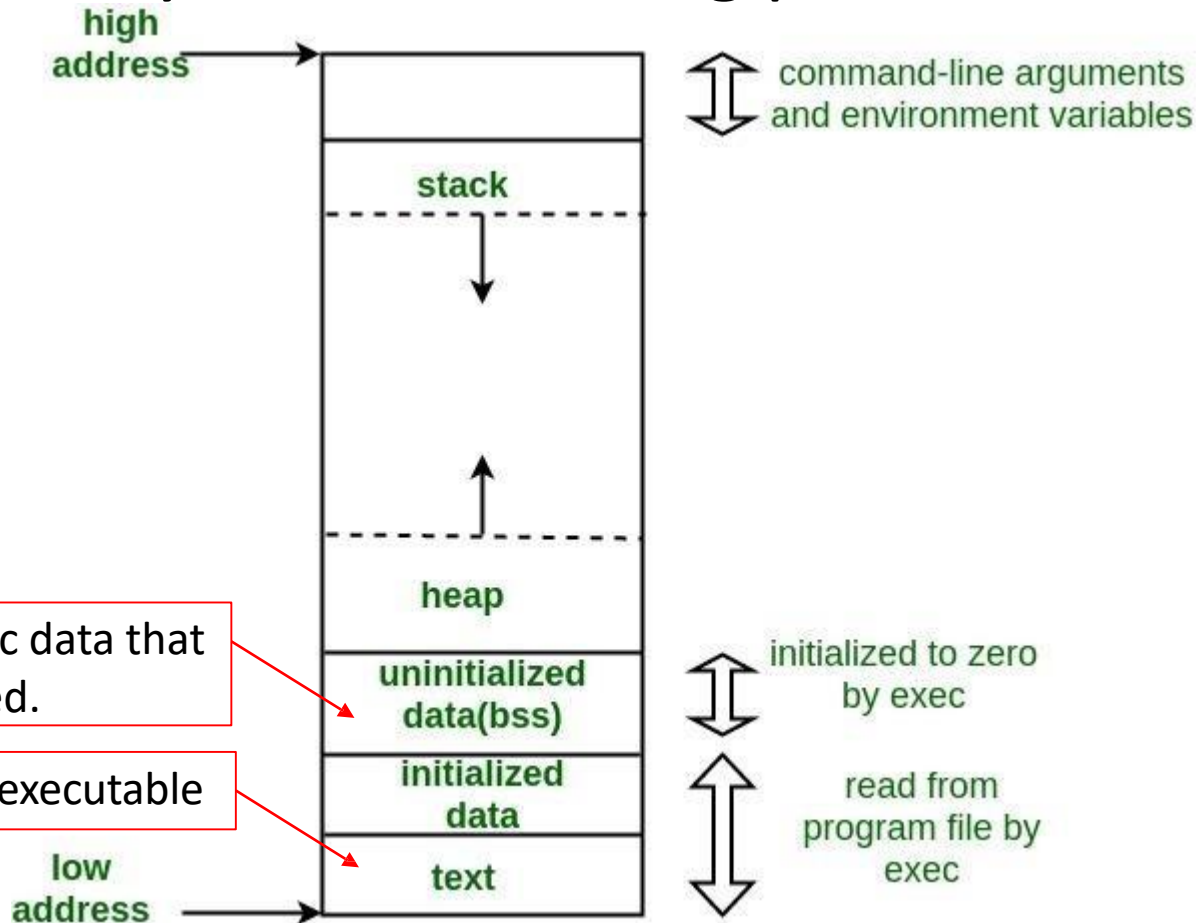 high
address
command-line arguments
and environment variables
stack
heap
c data that
ed.
uninitialized
data(bss)
initialized to zero
by exec
executable
initialized
data
read from
program file by
exec
text
low
address